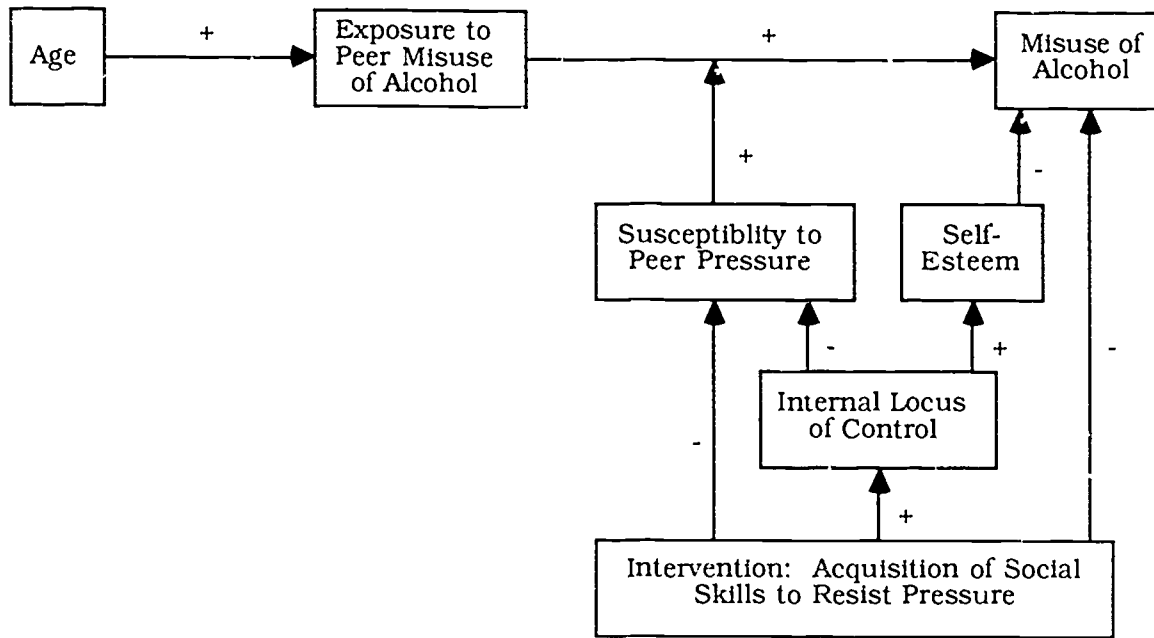 Age
+
Exposure to
Peer Misuse
of Alcohol
+
Misuse of
Alcohol
+
-
Susceptiblity to
Peer Pressure
Self-
Esteem
-
+
-
Internal Locus
of Control
-
+
Intervention: Acquisition of Social
Skills to Resist Pressure